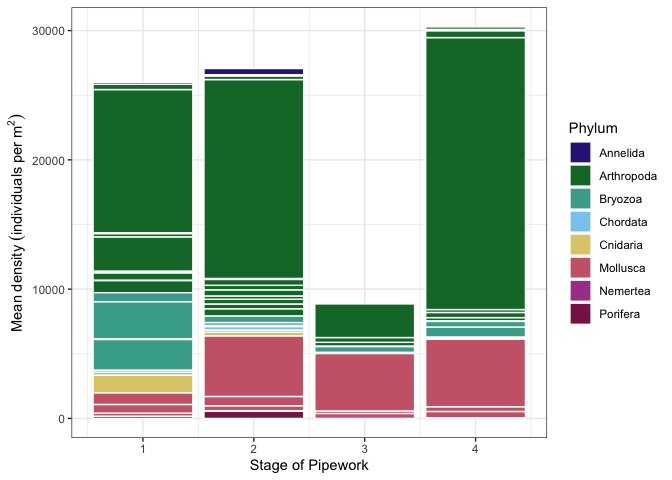 30000
20000
10000
0
Mean density (individuals per m²)
1 2 3 4
Stage of Pipework
Phylum
Annelida
Arthropoda
Bryozoa
Chordata
Cnidaria
Mollusca
Nemertea
Porifera